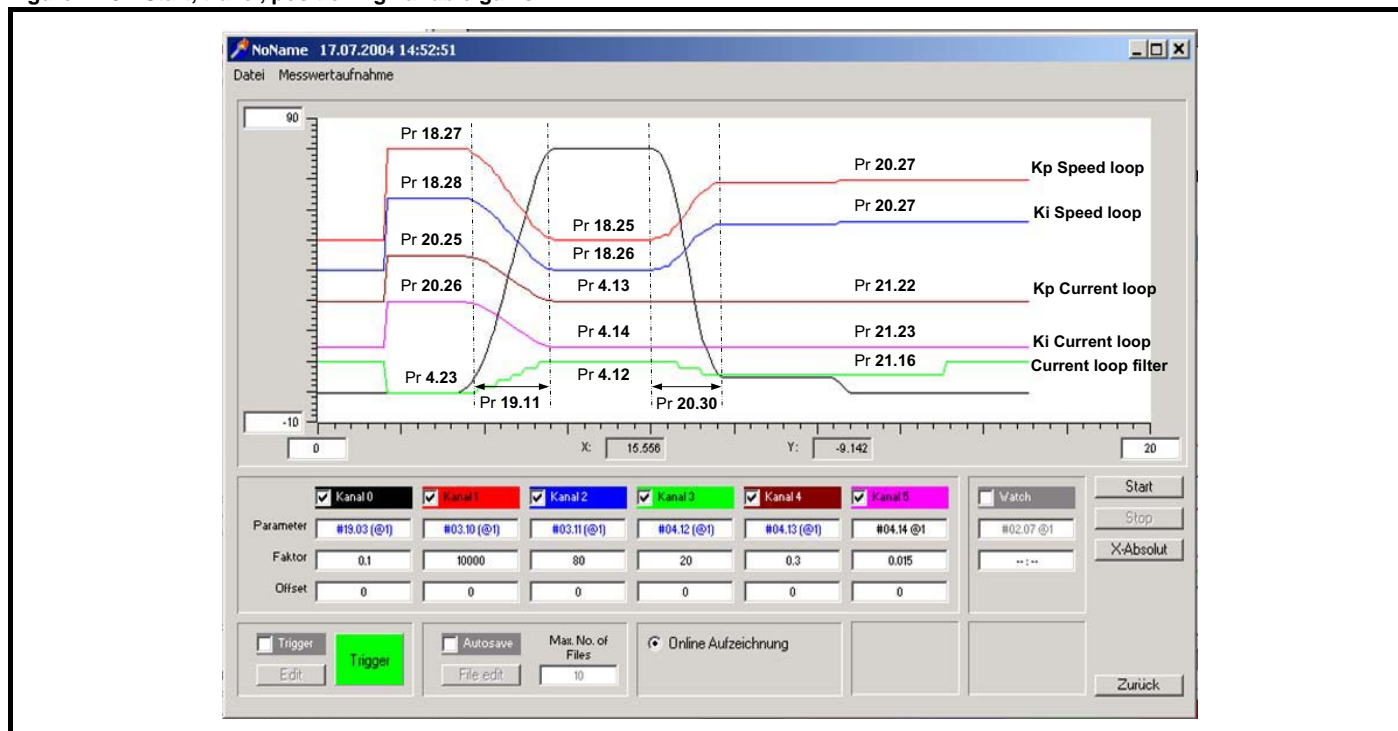 NoName 17.07.2004 14:52:51
Datei Messwertaufnahme
90
Pr 18.27
Pr 20.27
Kp Speed loop
Pr 18.28
Pr 20.27
Ki Speed loop
Pr 18.25
Pr 20.25
Pr 18.26
Pr 20.26
Pr 4.13
Pr 21.22
Kp Current loop
Pr 4.14
Pr 21.23
Ki Current loop
Pr 21.16
Current loop filter
Pr 4.23
Pr 4.12
Pr 19.11
Pr 20.30
-10
0
X: 15.556
Y: -9.142
20
Kanal 0 Kanal 1 Kanal 2 Kanal 3 Kanal 4 Kanal 5 Watch
Start
Parameter #19.03 (@1) #03.10 (@1) #03.11 (@1) #04.12 (@1) #04.13 (@1) #04.14 @1 #02.07 @1
Stop
Faktor 0.1 10000 80 20 0.3 0.015 --:--
X-Absolut
Offset 0 0 0 0 0 0
Trigger
Trigger
Edit
Autosave
File edit
Max. No. of
Files
10
Online Aufzeichnung
Zurück